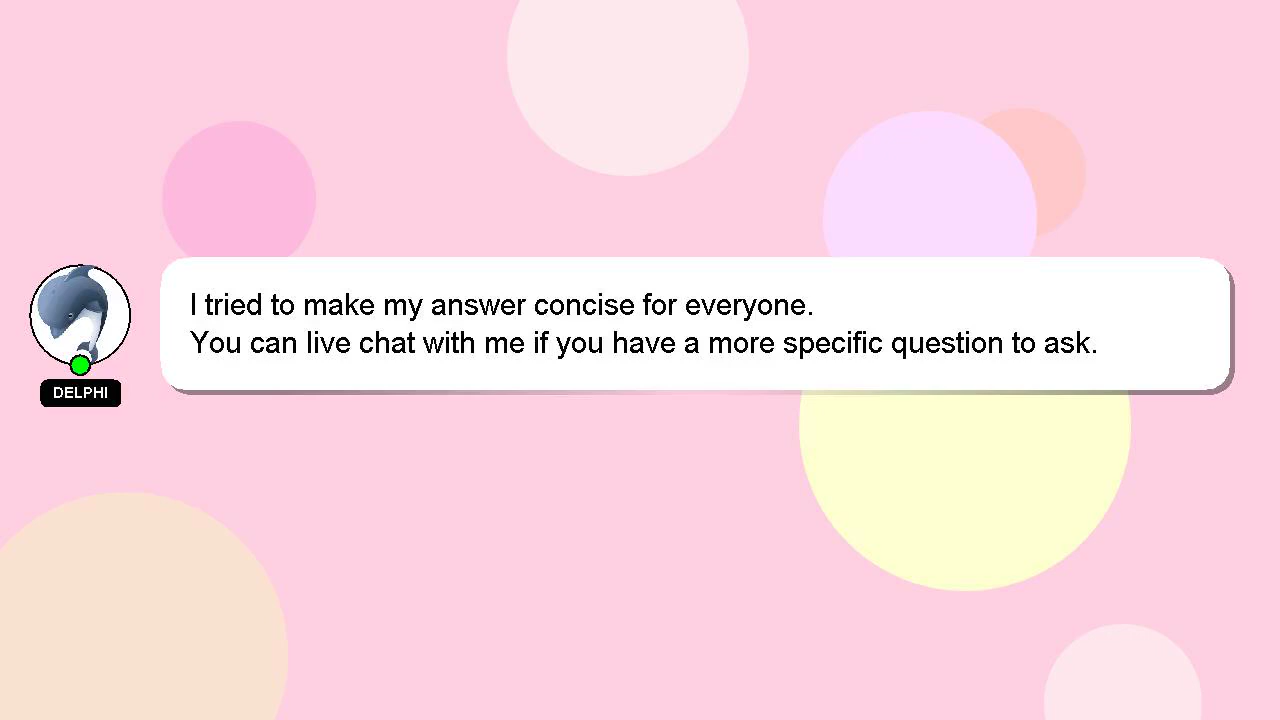 I tried to make my answer concise for everyone.
You can live chat with me if you have a more specific question to ask.
DELPHI